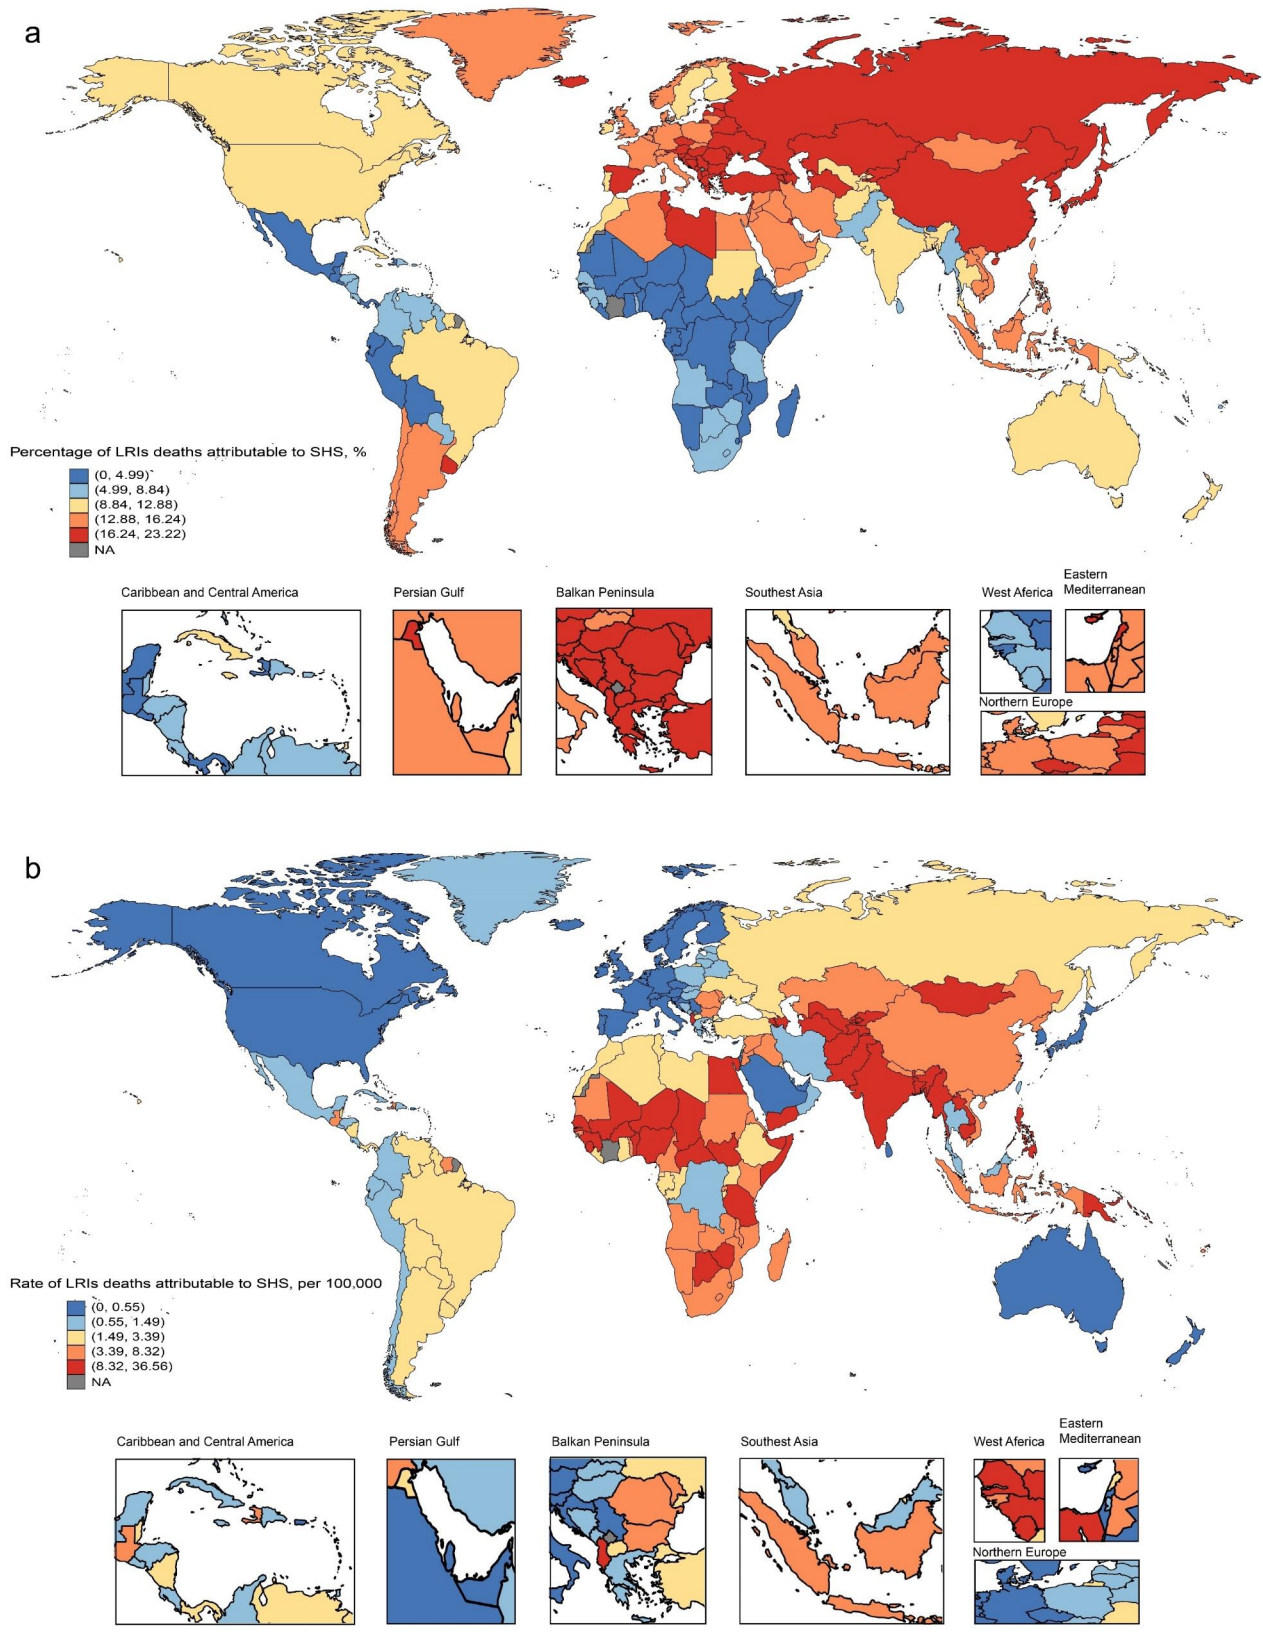 a
Percentage of LRIs deaths attributable to SHS, %
(0, 4.99)
(4.99, 8.84)
(8.84, 12.88)
(12.88, 16.24)
(16.24, 23.22)
NA
Caribbean and Central America
Persian Gulf
Balkan Peninsula
Southest Asia
West Aferica
Eastern
Mediterranean
Northern Europe
b
Rate of LRIs deaths attributable to SHS, per 100,000
(0, 0.55)
(0.55, 1.49)
(1.49, 3.39)
(3.39, 8.32)
(8.32, 36.56)
NA
Caribbean and Central America
Persian Gulf
Balkan Peninsula
Southest Asia
West Aferica
Eastern
Mediterranean
Northern Europe